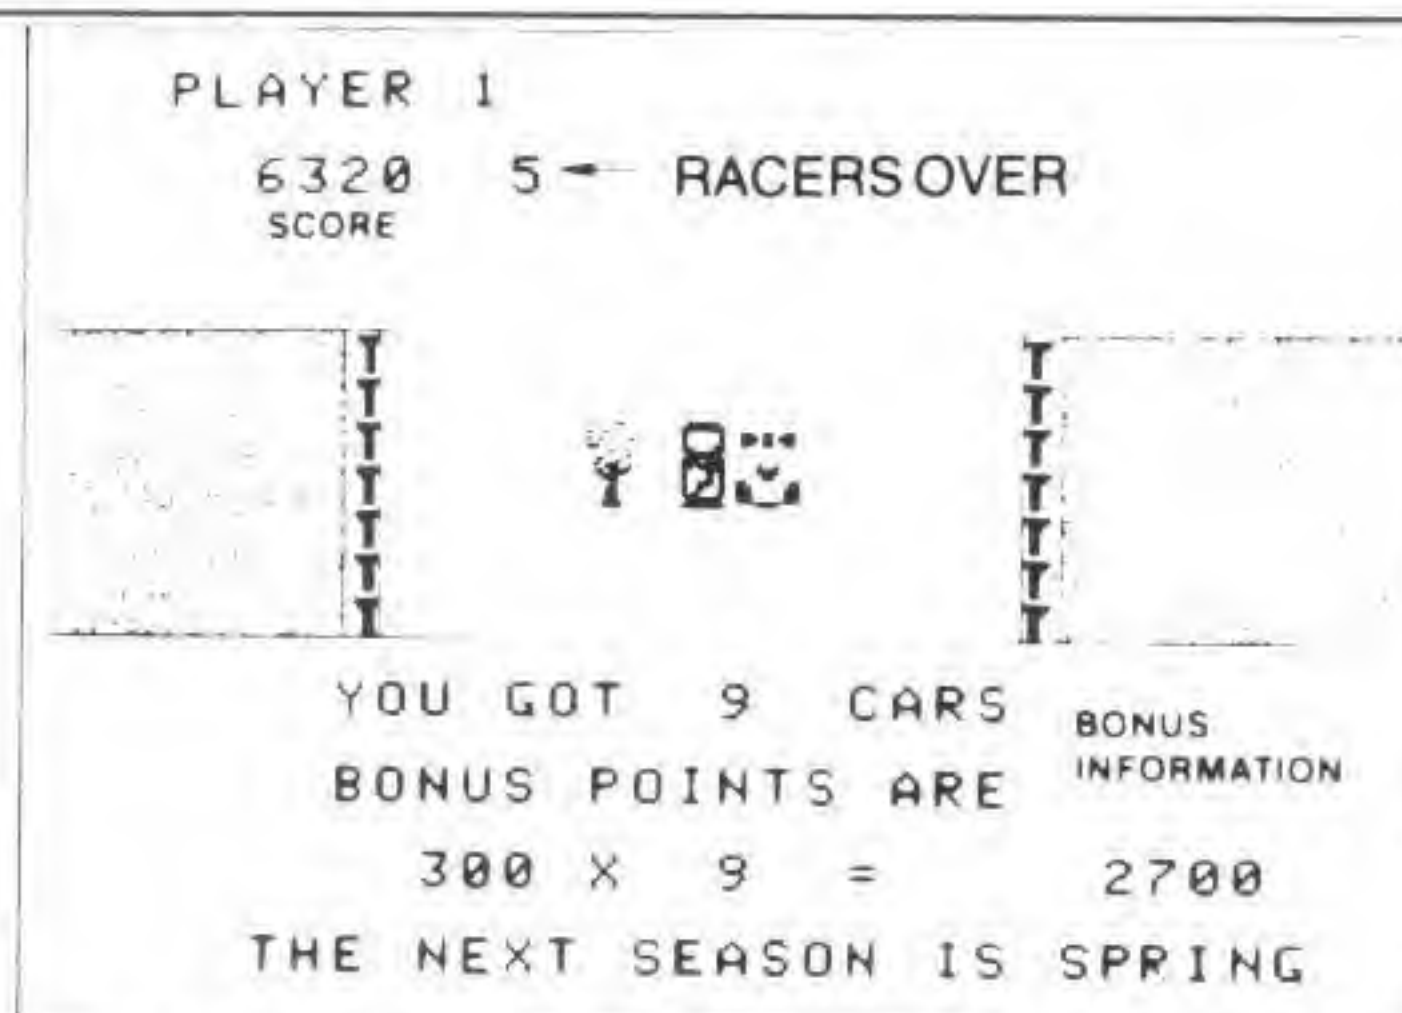 PLAYER 1
6320 5 ← RACERS OVER
SCORE
YOU GOT 9 CARS
BONUS INFORMATION
BONUS POINTS ARE
300 X 9 = 2700
THE NEXT SEASON IS SPRING